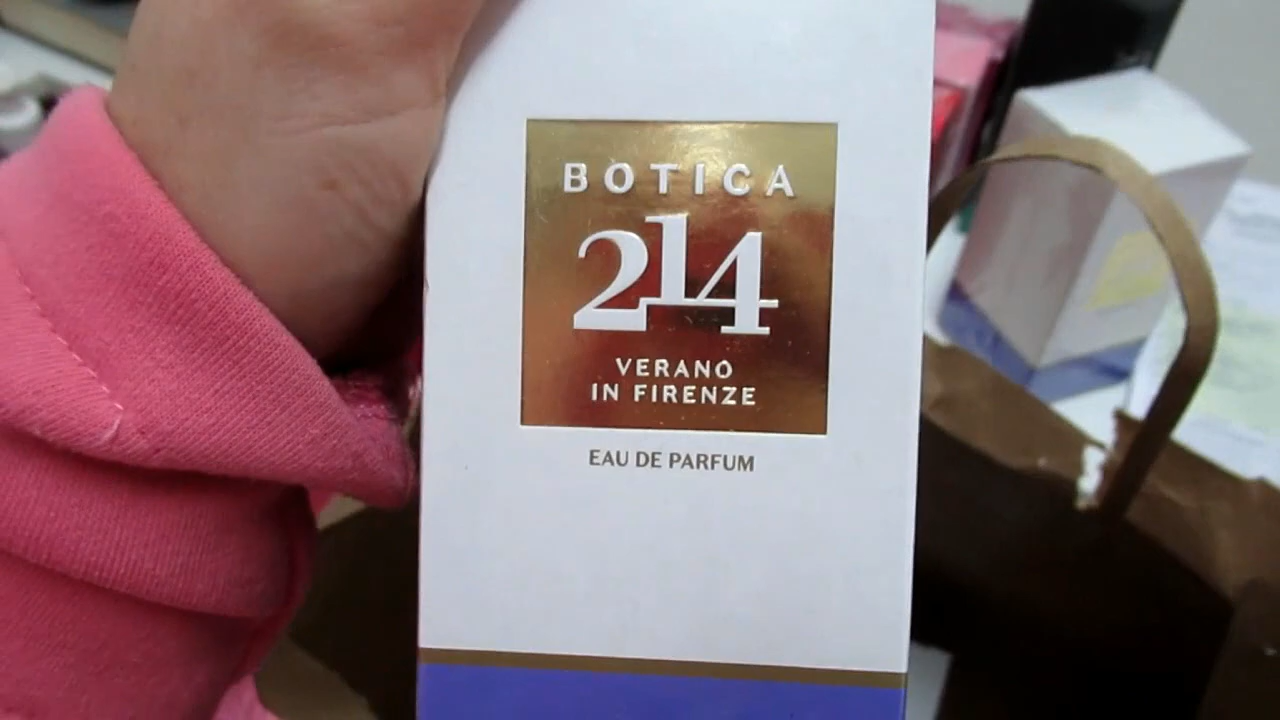 BOTICA
214
VERANO
IN FIRENZE
EAU DE PARFUM